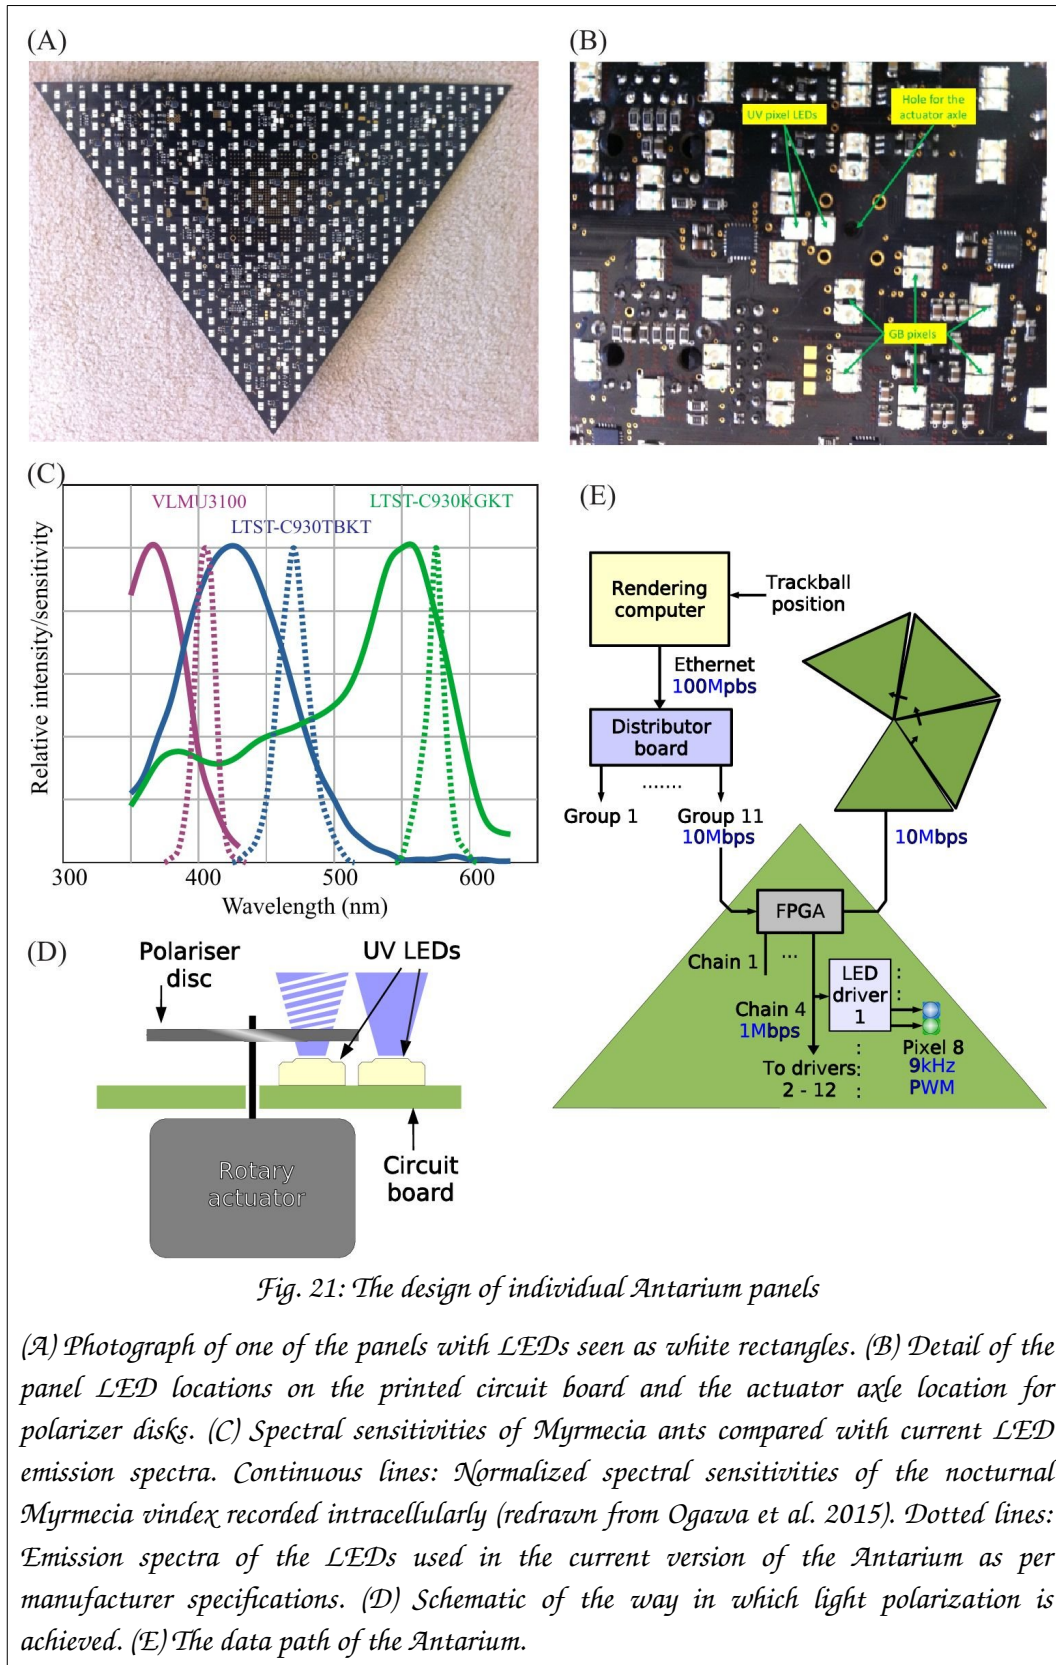 (A)
(B)
UV pixel LEDs
Hole for the
actuator axle
GB pixels
(C)
VLMU3100
LTST-C930TBKT
LTST-C930KGKT
Relative intensity/sensitivity
300
400
500
600
Wavelength (nm)
(D)
Polariser
disc
UV LEDs
Rotary
actuator
Circuit
board
(E)
Rendering
computer
Trackball
position
Ethernet
100Mpbs
Distributor
board
........
Group 1
Group 11
10Mbps
10Mbps
FPGA
Chain 1
...
LED
driver
1
Chain 4
1Mbps
Pixel 8
9kHz
PWM
To drivers
2 - 12
Fig. 21: The design of individual Antarium panels
(A) Photograph of one of the panels with LEDs seen as white rectangles. (B) Detail of the
panel LED locations on the printed circuit board and the actuator axle location for
polarizer disks. (C) Spectral sensitivities of Myrmecia ants compared with current LED
emission spectra. Continuous lines: Normalized spectral sensitivities of the nocturnal
Myrmecia vindex recorded intracellularly (redrawn from Ogawa et al. 2015). Dotted lines:
Emission spectra of the LEDs used in the current version of the Antarium as per
manufacturer specifications. (D) Schematic of the way in which light polarization is
achieved. (E) The data path of the Antarium.